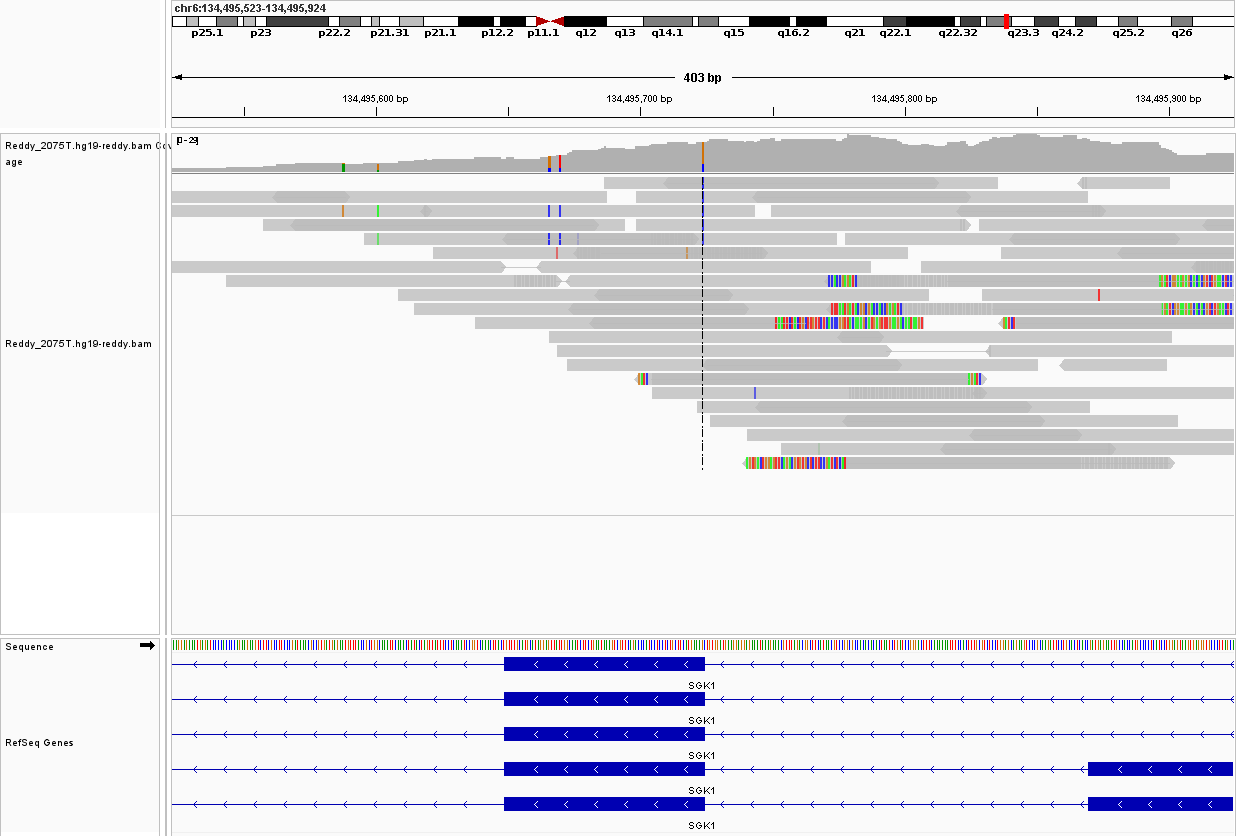 chr6:134,495,523-134,495,924
p25.1 p23 p22.2 p21.31 p21.1 p12.2 p11.1 q12 q13 q14.1 q15 q16.2 q21 q22.1 q22.32 q23.3 q24.2 q25.2 q26
403 bp
134,495,600 bp 134,495,700 bp 134,495,800 bp 134,495,900 bp
[0-29]
Reddy_2075T.hg19-reddy.bam Cov
age
Reddy_2075T.hg19-reddy.bam
Sequence
SGK1
SGK1
RefSeq Genes
SGK1
SGK1
SGK1